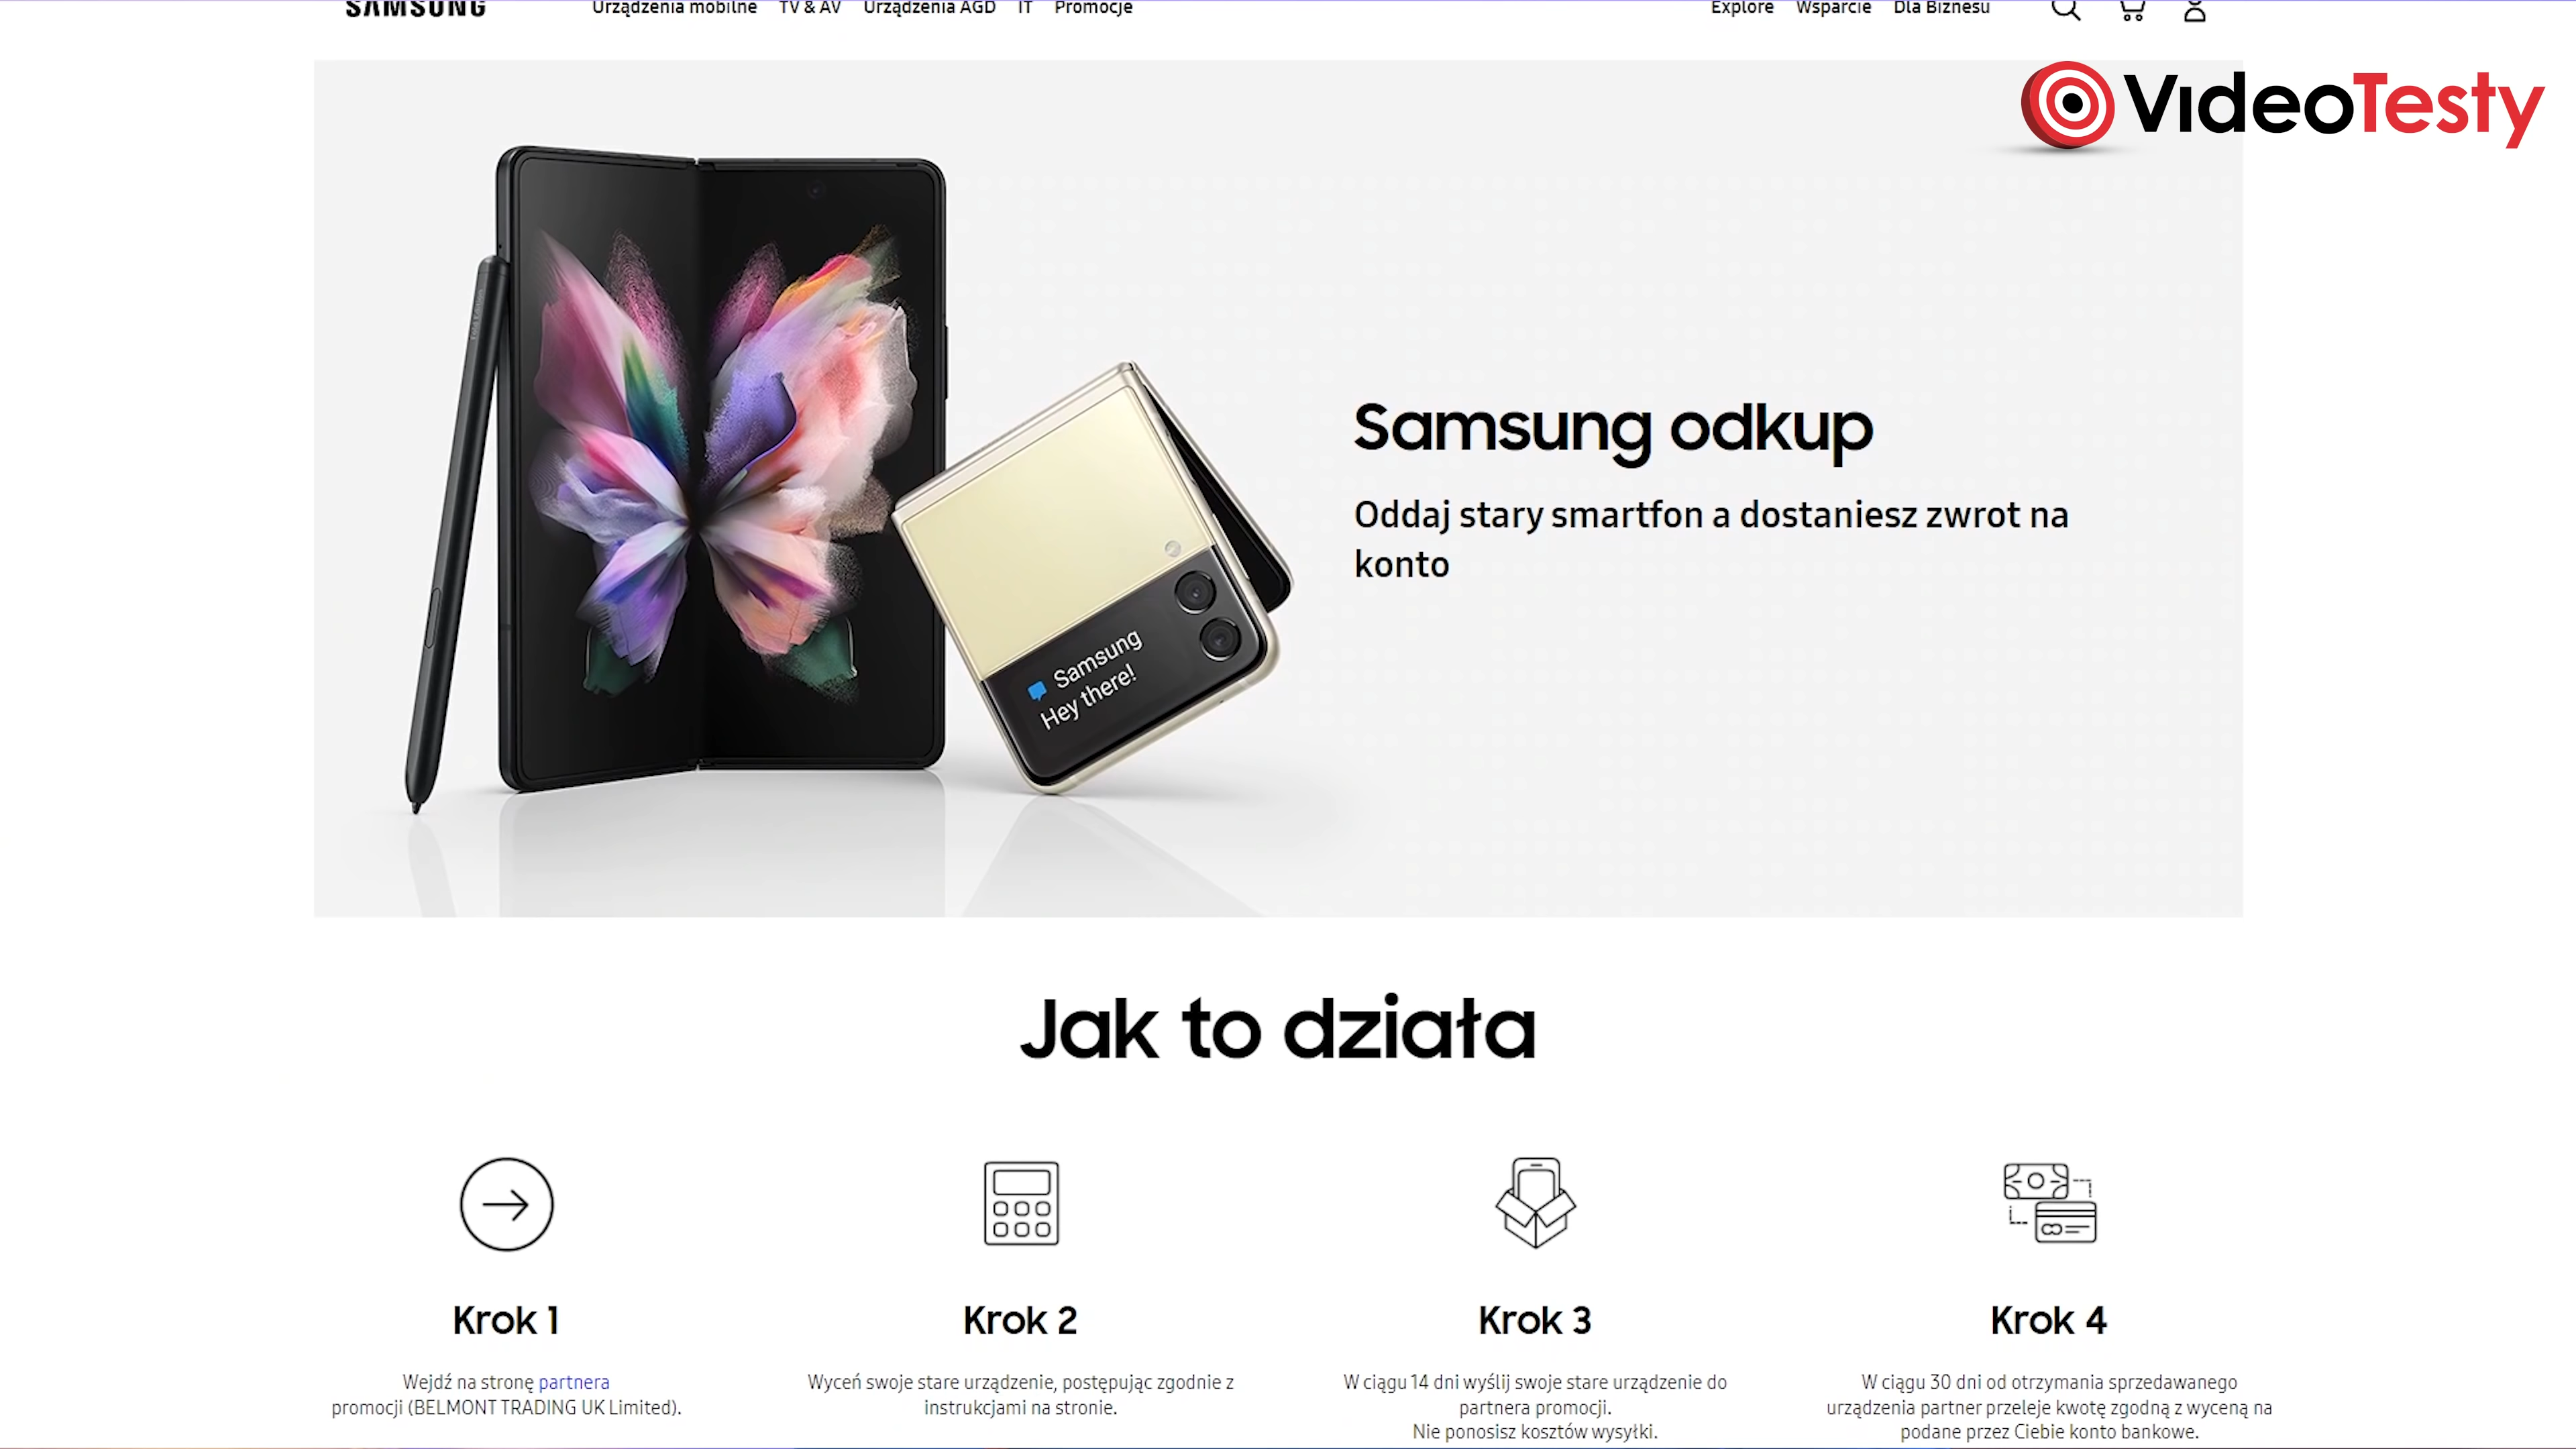 SAMSUNG
Urządzenia mobilne TV & AV Urządzenia AGD IT Promocje
Explore Wsparcie Dla Biznesu
VideoTesty
Samsung odkup
Oddaj stary smartfon a dostaniesz zwrot na
konto
Samsung
Hey there!
Jak to działa
Krok 1
Wejdź na stronę partnera
promocji (BELMONT TRADING UK Limited).
Krok 2
Wyceń swoje stare urządzenie, postępując zgodnie z
instrukcjami na stronie.
Krok 3
W ciągu 14 dni wyślij swoje stare urządzenie do
partnera promocji.
Nie ponosisz kosztów wysyłki.
Krok 4
W ciągu 30 dni od otrzymania sprzedawanego
urządzenia partner przeleje kwotę zgodną z wyceną na
podane przez Ciebie konto bankowe.